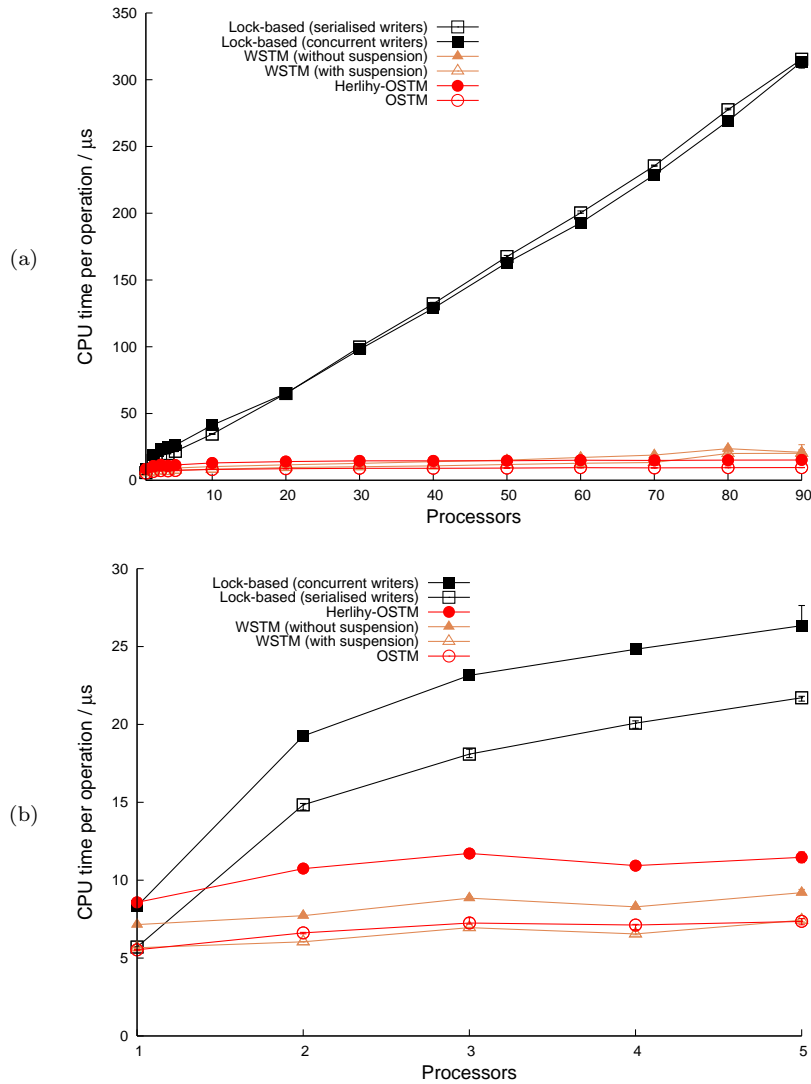 350
300
250
200
150
100
50
0
CPU time per operation / µs
Lock-based (serialised writers)
Lock-based (concurrent writers)
WSTM (without suspension)
WSTM (with suspension)
Herlihy-OSTM
OSTM
(a)
10 20 30 40 50 60 70 80 90
Processors
30
25
20
15
10
5
0
CPU time per operation / µs
Lock-based (concurrent writers)
Lock-based (serialised writers)
Herlihy-OSTM
WSTM (without suspension)
WSTM (with suspension)
OSTM
(b)
1 2 3 4 5
Processors